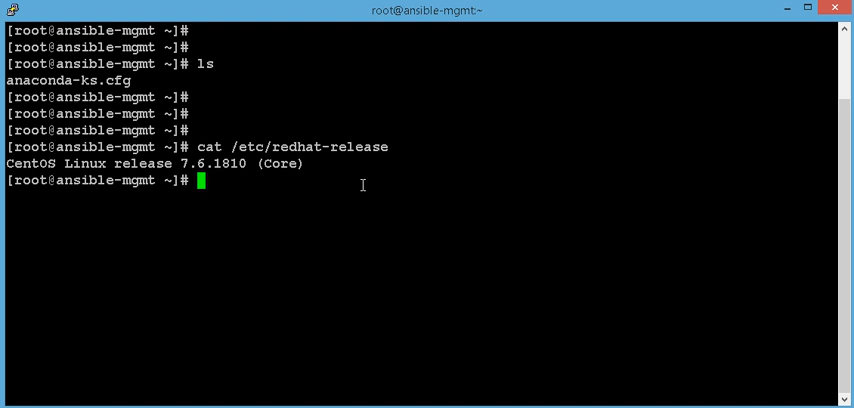 root@ansible-mgmt:~
[root@ansible-mgmt ~]#
[root@ansible-mgmt ~]#
[root@ansible-mgmt ~]# ls
anaconda-ks.cfg
[root@ansible-mgmt ~]#
[root@ansible-mgmt ~]#
[root@ansible-mgmt ~]#
[root@ansible-mgmt ~]# cat /etc/redhat-release
CentOS Linux release 7.6.1810 (Core)
[root@ansible-mgmt ~]#